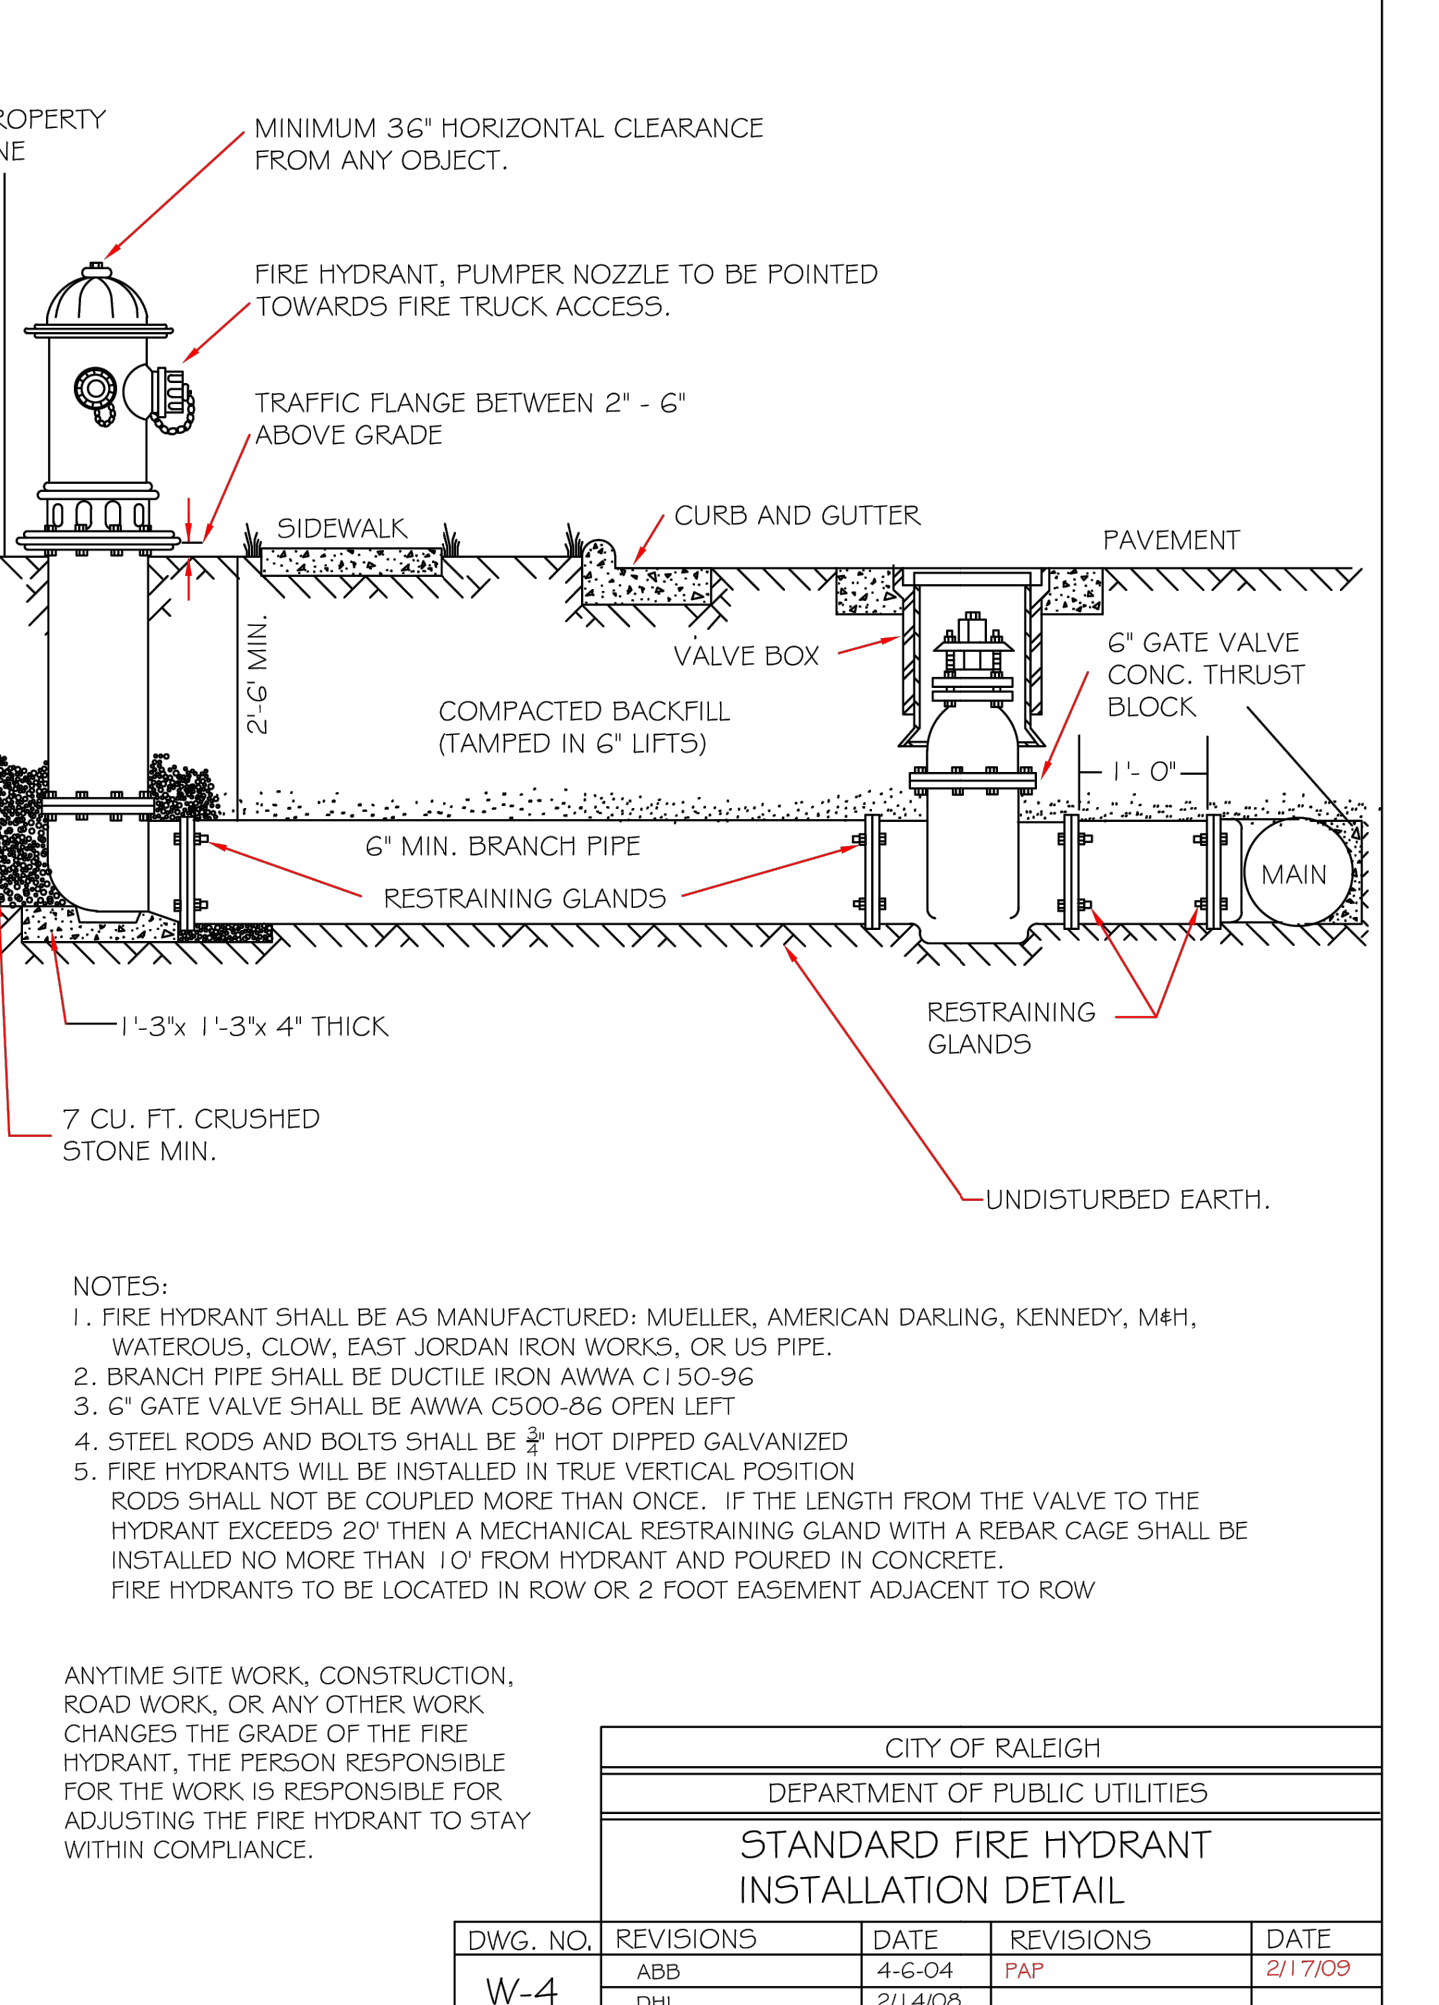 MINIMUM 36" HORIZONTAL CLEARANCE
FROM ANY OBJECT.
FIRE HYDRANT, PUMPER NOZZLE TO BE POINTED
TOWARDS FIRE TRUCK ACCESS.
TRAFFIC FLANGE BETWEEN 2" - 6"
ABOVE GRADE
SIDEWALK
CURB AND GUTTER
PAVEMENT
2'-6' MIN.
VALVE BOX
6" GATE VALVE
CONC. THRUST
BLOCK
COMPACTED BACKFILL
(TAMPED IN 6" LIFTS)
1'- 0"
6" MIN. BRANCH PIPE
RESTRAINING GLANDS
MAIN
RESTRAINING
GLANDS
1'-3"x 1'-3"x 4" THICK
7 CU. FT. CRUSHED
STONE MIN.
UNDISTURBED EARTH.
NOTES:
1. FIRE HYDRANT SHALL BE AS MANUFACTURED: MUELLER, AMERICAN DARLING, KENNEDY, M&H,
WATEROUS, CLOW, EAST JORDAN IRON WORKS, OR US PIPE.
2. BRANCH PIPE SHALL BE DUCTILE IRON AWWA C150-96
3. 6" GATE VALVE SHALL BE AWWA C500-86 OPEN LEFT
4. STEEL RODS AND BOLTS SHALL BE 3/4" HOT DIPPED GALVANIZED
5. FIRE HYDRANTS WILL BE INSTALLED IN TRUE VERTICAL POSITION
RODS SHALL NOT BE COUPLED MORE THAN ONCE. IF THE LENGTH FROM THE VALVE TO THE
HYDRANT EXCEEDS 20' THEN A MECHANICAL RESTRAINING GLAND WITH A REBAR CAGE SHALL BE
INSTALLED NO MORE THAN 10' FROM HYDRANT AND POURED IN CONCRETE.
FIRE HYDRANTS TO BE LOCATED IN ROW OR 2 FOOT EASEMENT ADJACENT TO ROW
ANYTIME SITE WORK, CONSTRUCTION,
ROAD WORK, OR ANY OTHER WORK
CHANGES THE GRADE OF THE FIRE
HYDRANT, THE PERSON RESPONSIBLE
FOR THE WORK IS RESPONSIBLE FOR
ADJUSTING THE FIRE HYDRANT TO STAY
WITHIN COMPLIANCE.
CITY OF RALEIGH
DEPARTMENT OF PUBLIC UTILITIES
STANDARD FIRE HYDRANT
INSTALLATION DETAIL
DWG. NO. REVISIONS DATE REVISIONS DATE
W-4 ABB 4-6-04 PAP 2/17/09
2/14/08